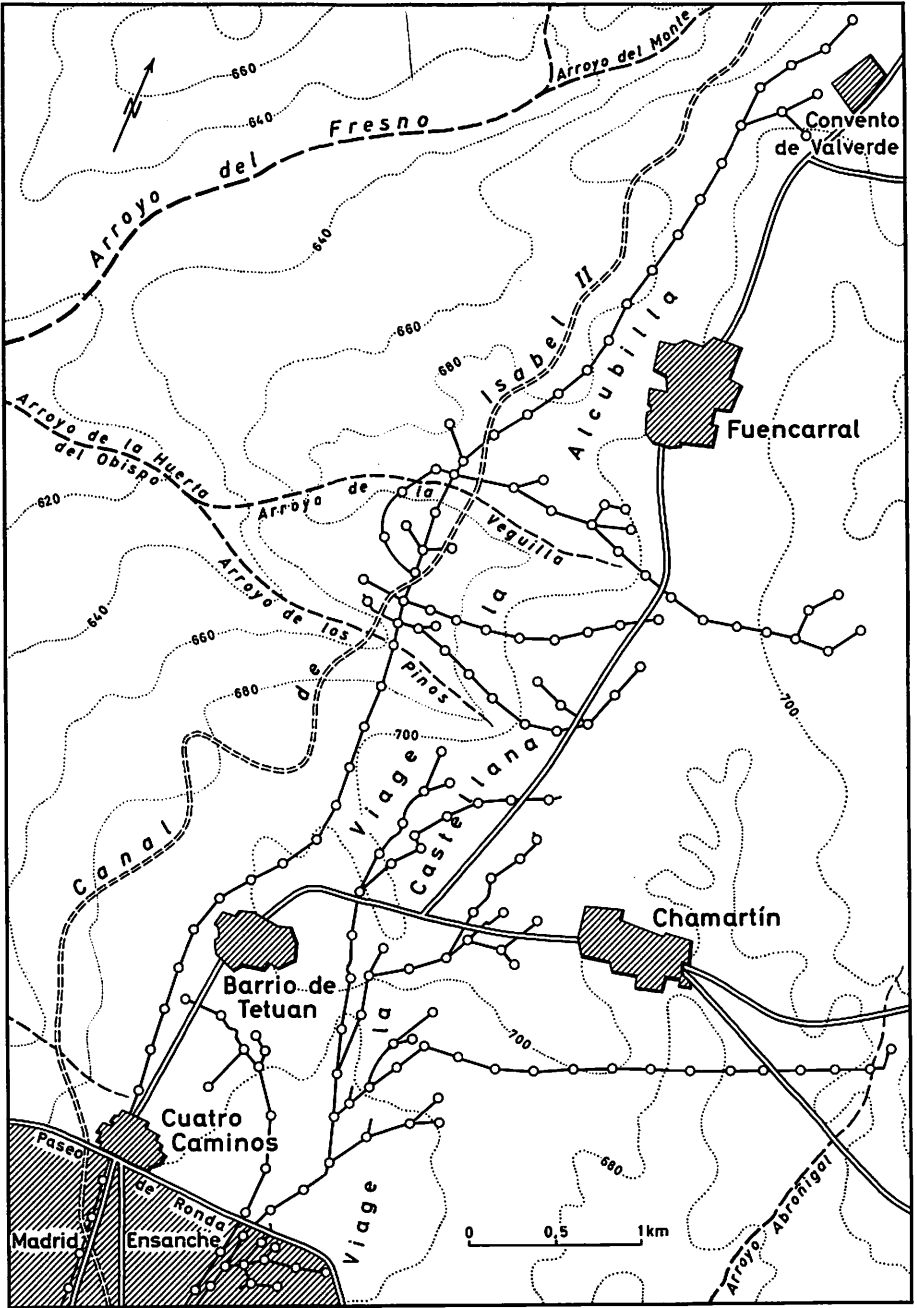 660
Arroyo del Monte
640
Convento
de Valverde
Arroyo del Fresno
N
640
660
680
Canal de Isabel II
Viage la Alcubilla
Fuencarral
Arroyo de la Huerta
del Obispo
620
Arroyo de la Veguilla
Arroyo de los Pinos
640
660
680
700
700
Viage la Castellana
Chamartín
Barrio de
Tetuan
700
Cuatro
Caminos
Paseo de Ronda
680
Arroyo Abroñigal
Madrid
Ensanche
0
0,5
1km